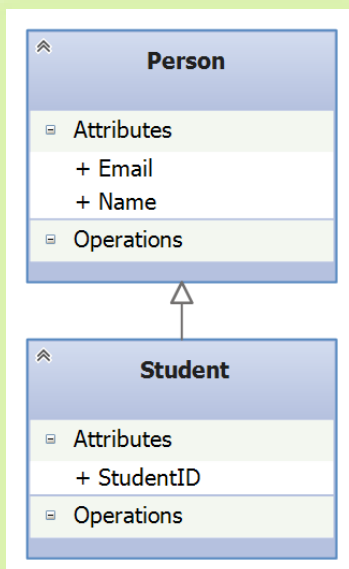 Person
Attributes
+ Email
+ Name
Operations
Student
Attributes
+ StudentID
Operations